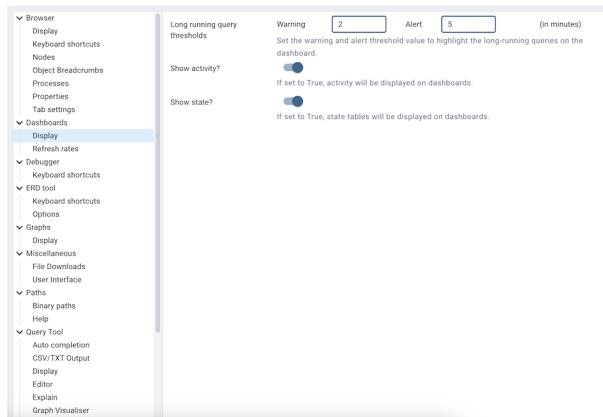 Browser
Display
Keyboard shortcuts
Nodes
Object Breadcrumbs
Processes
Properties
Tab settings
Dashboards
Display
Refresh rates
Debugger
Keyboard shortcuts
ERD tool
Keyboard shortcuts
Options
Graphs
Display
Miscellaneous
File Downloads
User Interface
Paths
Binary paths
Help
Query Tool
Auto completion
CSV/TXT Output
Display
Editor
Explain
Graph Visualiser
Long running query
thresholds
Warning 2 Alert 5 (in minutes)
Set the warning and alert threshold value to highlight the long-running queries on the
dashboard.
Show activity?
If set to True, activity will be displayed on dashboards.
Show state?
If set to True, state tables will be displayed on dashboards.